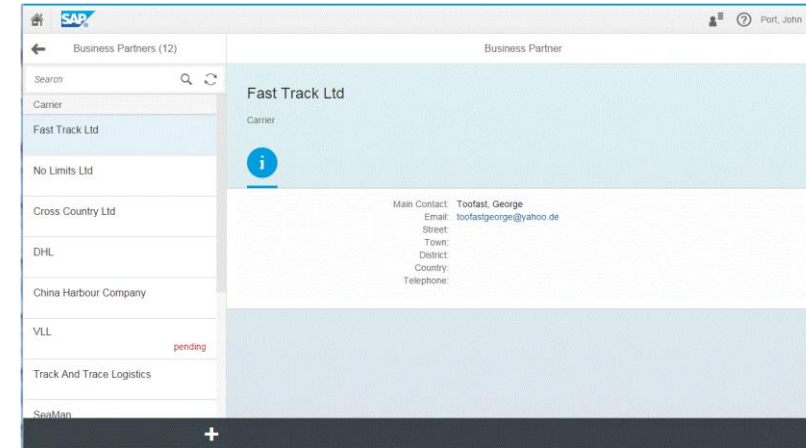 SAP
Port, John
Business Partners (12)
Business Partner
Search
Carrier
Fast Track Ltd
No Limits Ltd
Cross Country Ltd
DHL
China Harbour Company
VLL
pending
Track And Trace Logistics
SeaMan
Fast Track Ltd
Carrier
i
Main Contact: Toofast, George
Email: toofastgeorge@yahoo.de
Street:
Town:
District:
Country:
Telephone: